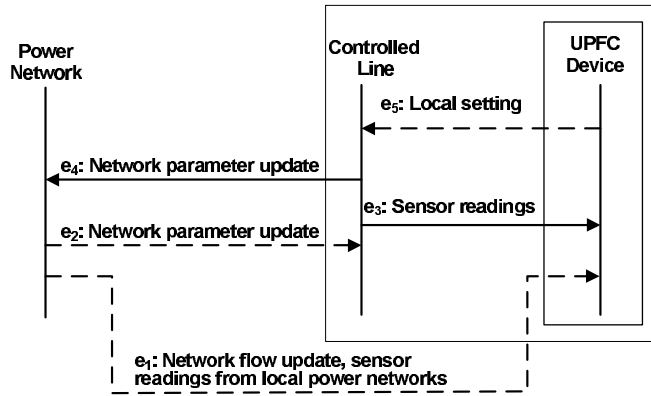 Power
Network
Controlled
Line
UPFC
Device
e₅: Local setting
e₄: Network parameter update
e₃: Sensor readings
e₂: Network parameter update
e₁: Network flow update, sensor
readings from local power networks